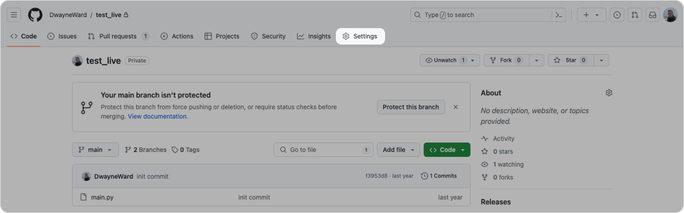 DwayneWard / test_live
Type / to search
Code
Issues
Pull requests 1
Actions
Projects
Security
Insights
Settings
test_live Private
Unwatch 1
Fork 0
Star 0
Your main branch isn't protected
Protect this branch from force pushing or deletion, or require status checks before
merging. View documentation.
Protect this branch
main
2 Branches
0 Tags
Go to file
Add file
Code
DwayneWard init commit
f3953d8 · last year
1 Commits
main.py
init commit
last year
About
No description, website, or topics
provided.
Activity
0 stars
1 watching
0 forks
Releases